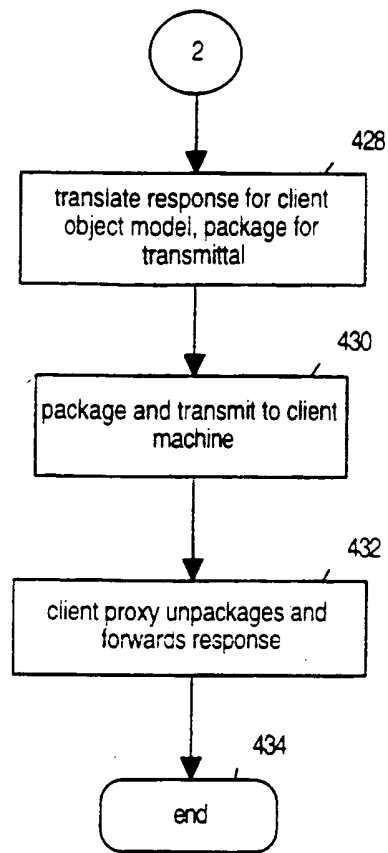 2
428
translate response for client
object model, package for
transmittal
430
package and transmit to client
machine
432
client proxy unpackages and
forwards response
434
end